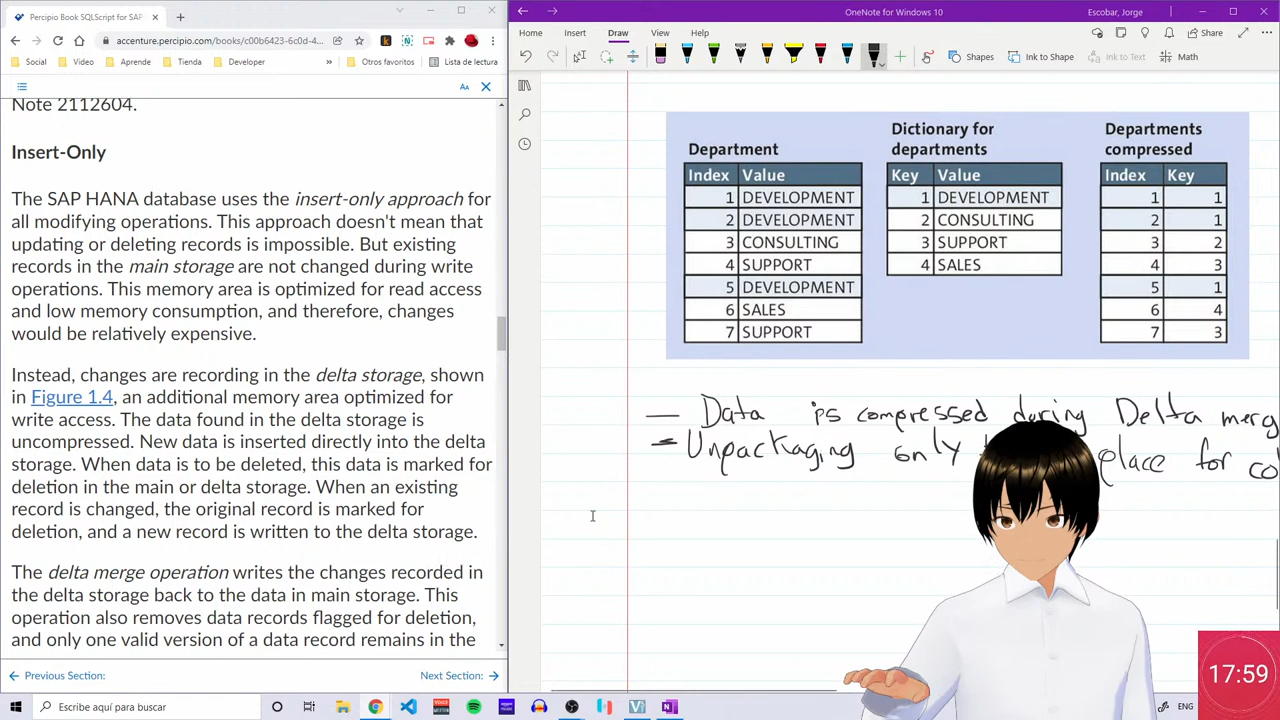 Percipio Book SQLScript for SAP
accenture.percipio.com/books/c00b6423-6c0d-4...
Social
Video
Aprende
Tienda
Developer
»
Otros favoritos
Lista de lectura
AA
Note 2112604.
Insert-Only
The SAP HANA database uses the insert-only approach for
all modifying operations. This approach doesn't mean that
updating or deleting records is impossible. But existing
records in the main storage are not changed during write
operations. This memory area is optimized for read access
and low memory consumption, and therefore, changes
would be relatively expensive.
Instead, changes are recording in the delta storage, shown
in Figure 1.4, an additional memory area optimized for
write access. The data found in the delta storage is
uncompressed. New data is inserted directly into the delta
storage. When data is to be deleted, this data is marked for
deletion in the main or delta storage. When an existing
record is changed, the original record is marked for
deletion, and a new record is written to the delta storage.
The delta merge operation writes the changes recorded in
the delta storage back to the data in main storage. This
operation also removes data records flagged for deletion,
and only one valid version of a data record remains in the
Previous Section:
Next Section:
OneNote for Windows 10
Escobar, Jorge
Home Insert Draw View Help
Share
Shapes
Ink to Shape
Ink to Text
Math
Department
Index Value
1 DEVELOPMENT
2 DEVELOPMENT
3 CONSULTING
4 SUPPORT
5 DEVELOPMENT
6 SALES
7 SUPPORT
Dictionary for
departments
Key Value
1 DEVELOPMENT
2 CONSULTING
3 SUPPORT
4 SALES
Departments
compressed
Index Key
1 1
2 1
3 2
4 3
5 1
6 4
7 3
— Data is compressed during Delta merg
- Unpackaging only place for co
17:59
Escribe aquí para buscar
ENG